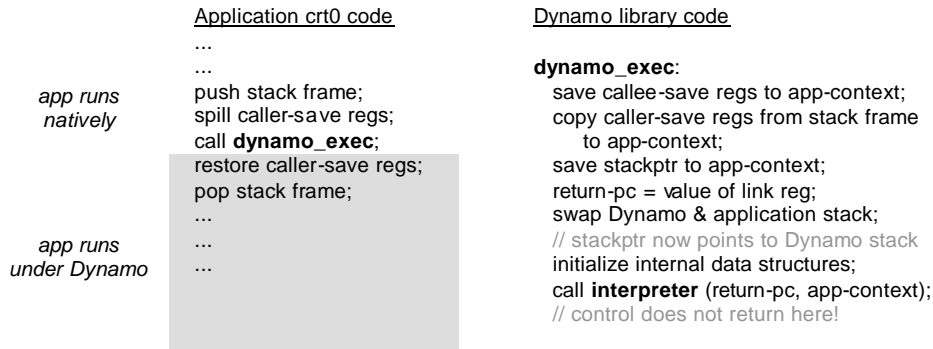 Application crt0 code
...
...
push stack frame;
spill caller-save regs;
call dynamo_exec;
restore caller-save regs;
pop stack frame;
...
...
...
app runs
natively
app runs
under Dynamo
Dynamo library code
dynamo_exec:
save callee-save regs to app-context;
copy caller-save regs from stack frame
to app-context;
save stackptr to app-context;
return-pc = value of link reg;
swap Dynamo & application stack;
// stackptr now points to Dynamo stack
initialize internal data structures;
call interpreter (return-pc, app-context);
// control does not return here!